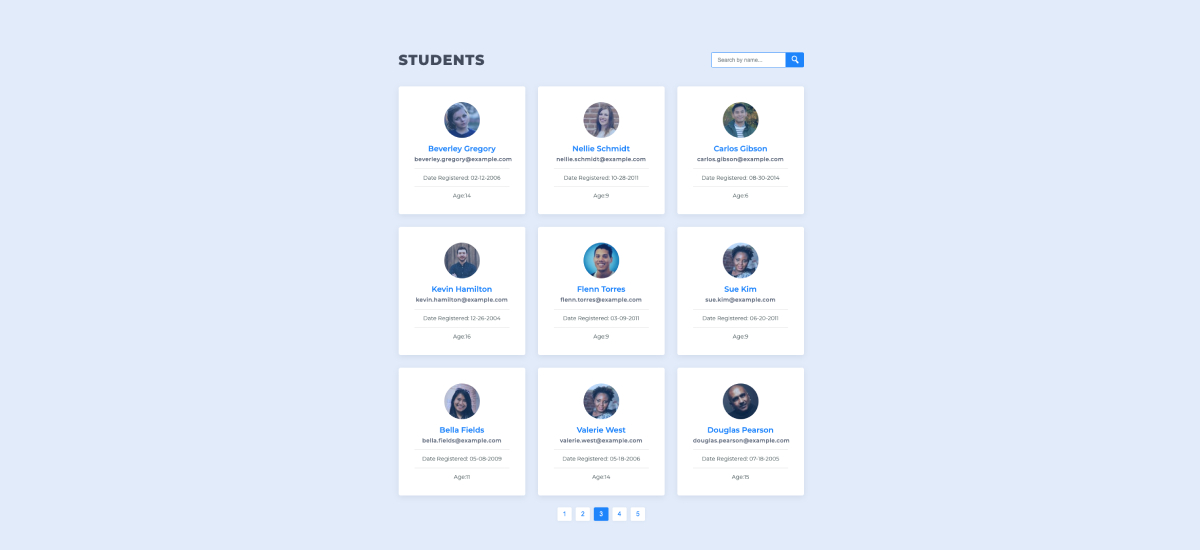 STUDENTS
Search by name...
Beverley Gregory
beverley.gregory@example.com
Date Registered: 02-12-2006
Age:14
Nellie Schmidt
nellie.schmidt@example.com
Date Registered: 10-28-2011
Age:9
Carlos Gibson
carlos.gibson@example.com
Date Registered: 08-30-2014
Age:6
Kevin Hamilton
kevin.hamilton@example.com
Date Registered: 12-26-2004
Age:16
Flenn Torres
flenn.torres@example.com
Date Registered: 03-09-2011
Age:9
Sue Kim
sue.kim@example.com
Date Registered: 06-20-2011
Age:9
Bella Fields
bella.fields@example.com
Date Registered: 05-08-2009
Age:11
Valerie West
valerie.west@example.com
Date Registered: 05-18-2006
Age:14
Douglas Pearson
douglas.pearson@example.com
Date Registered: 07-18-2005
Age:15
1 2 3 4 5